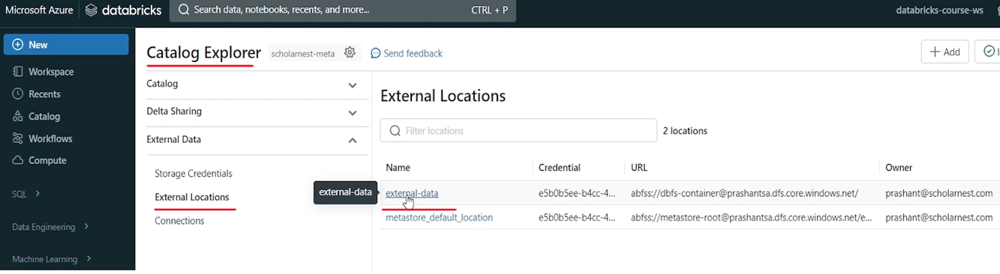 Microsoft Azure databricks Search data, notebooks, recents, and more... CTRL + P databricks-course-ws
New
Workspace
Recents
Catalog
Workflows
Compute
SQL
Data Engineering
Machine Learning
Catalog Explorer scholarnest-meta Send feedback Add
Catalog
Delta Sharing
External Data
Storage Credentials
External Locations
Connections
External Locations
Filter locations 2 locations
Name Credential URL Owner
external-data external-data e5b0b5ee-b4cc-4... abfss://dbfs-container@prashantsa.dfs.core.windows.net/ prashant@scholarnest.com
metastore_default_location e5b0b5ee-b4cc-4... abfss://metastore-root@prashantsa.dfs.core.windows.net/e... prashant@scholarnest.com